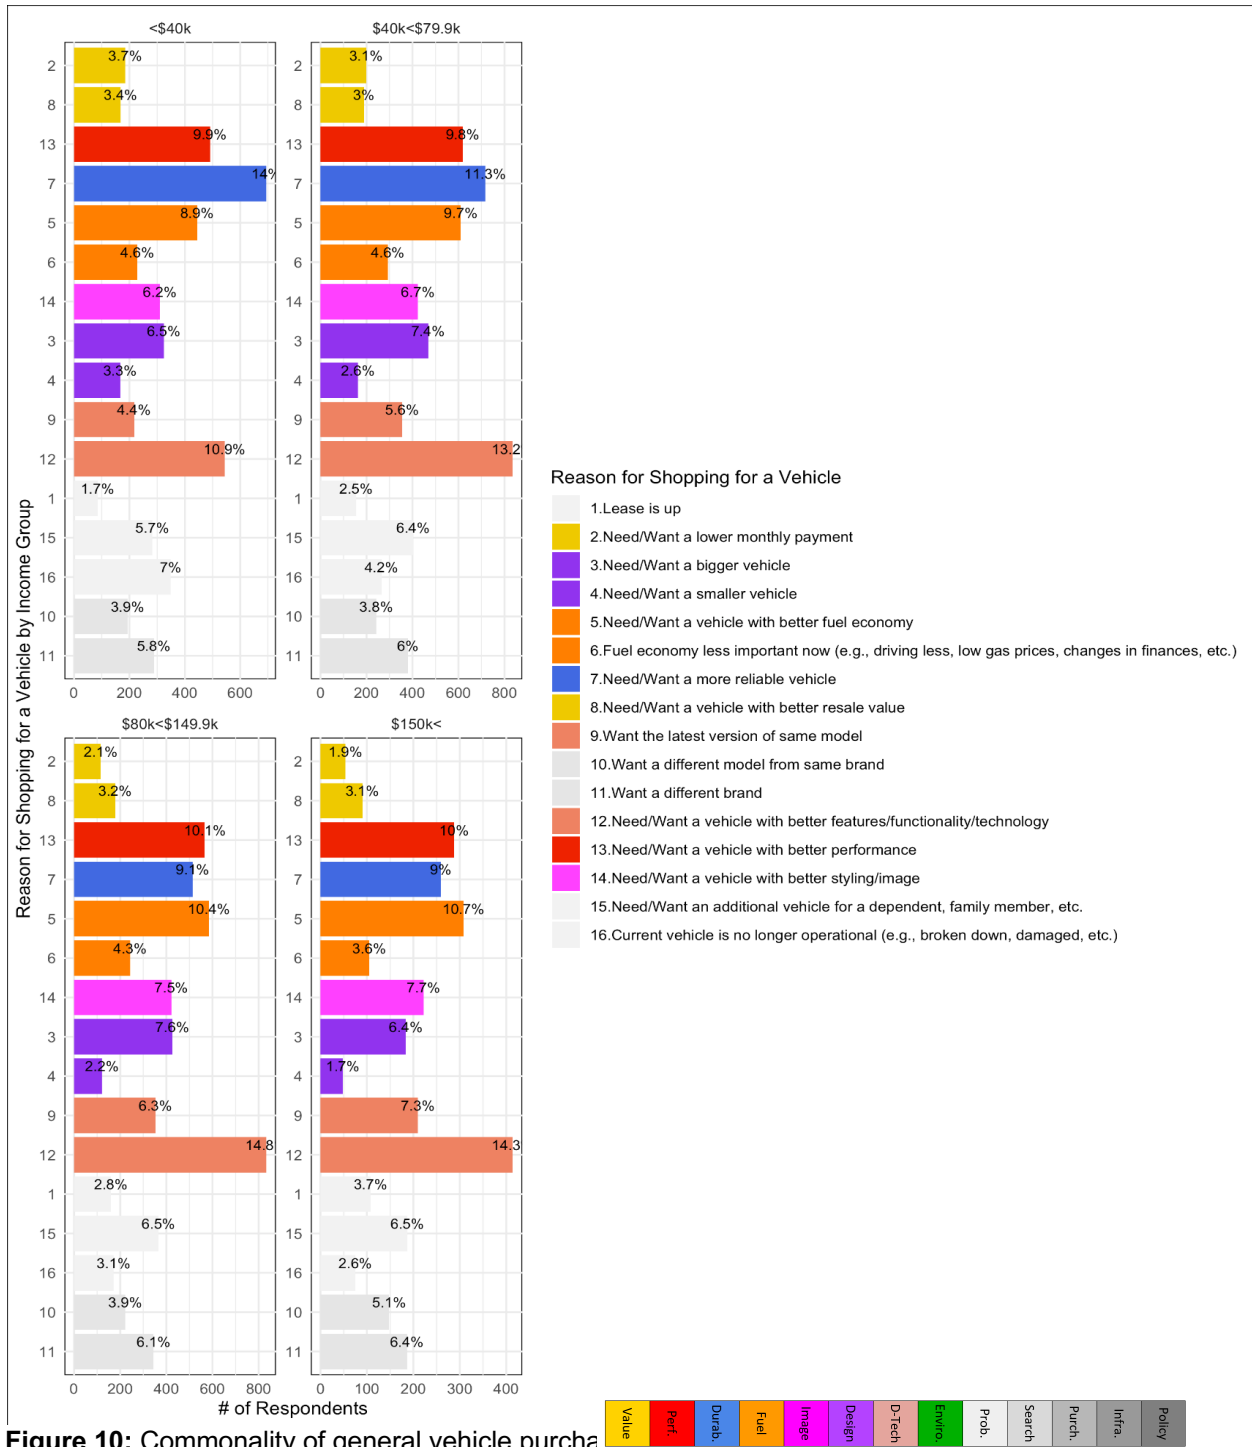 <$40k
$40k<$79.9k
2 3.7%
8 3.4%
13 9.9%
7 14%
5 8.9%
6 4.6%
14 6.2%
3 6.5%
4 3.3%
9 4.4%
12 10.9%
1 1.7%
15 5.7%
16 7%
10 3.9%
11 5.8%
0 200 400 600
2 3.1%
8 3%
13 9.8%
7 11.3%
5 9.7%
6 4.6%
14 6.7%
3 7.4%
4 2.6%
9 5.6%
12 13.2
1 2.5%
15 6.4%
16 4.2%
10 3.8%
11 6%
0 200 400 600 800
Reason for Shopping for a Vehicle by Income Group
$80k<$149.9k
$150k<
2 2.1%
8 3.2%
13 10.1%
7 9.1%
5 10.4%
6 4.3%
14 7.5%
3 7.6%
4 2.2%
9 6.3%
12 14.8
1 2.8%
15 6.5%
16 3.1%
10 3.9%
11 6.1%
0 200 400 600 800
2 1.9%
8 3.1%
13 10%
7 9%
5 10.7%
6 3.6%
14 7.7%
3 6.4%
4 1.7%
9 7.3%
12 14.3
1 3.7%
15 6.5%
16 2.6%
10 5.1%
11 6.4%
0 100 200 300 400
# of Respondents
Reason for Shopping for a Vehicle
1.Lease is up
2.Need/Want a lower monthly payment
3.Need/Want a bigger vehicle
4.Need/Want a smaller vehicle
5.Need/Want a vehicle with better fuel economy
6.Fuel economy less important now (e.g., driving less, low gas prices, changes in finances, etc.)
7.Need/Want a more reliable vehicle
8.Need/Want a vehicle with better resale value
9.Want the latest version of same model
10.Want a different model from same brand
11.Want a different brand
12.Need/Want a vehicle with better features/functionality/technology
13.Need/Want a vehicle with better performance
14.Need/Want a vehicle with better styling/image
15.Need/Want an additional vehicle for a dependent, family member, etc.
16.Current vehicle is no longer operational (e.g., broken down, damaged, etc.)
Value Perf. Durab. Fuel Image Design D-Tech Enviro. Prob. Search Purch. Infra. Policy
Figure 10: Commonality of general vehicle purcha